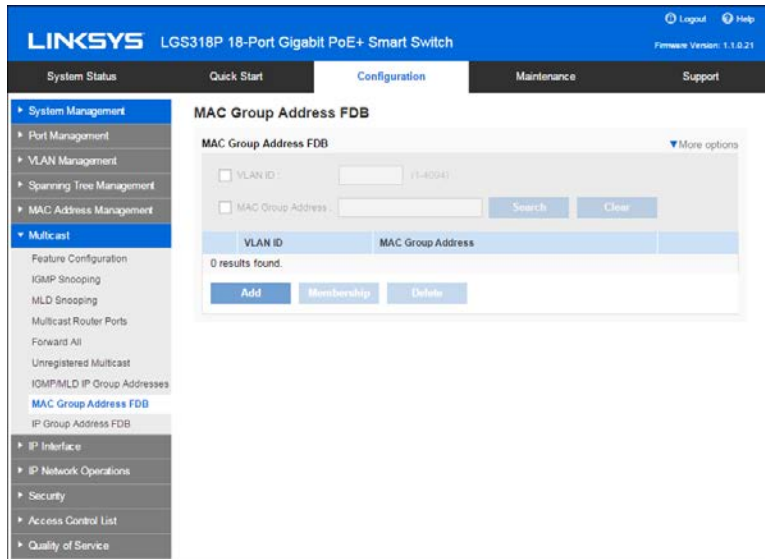 Logout Help
LINKSYS LGS318P 18-Port Gigabit PoE+ Smart Switch
Firmware Version: 1.1.0.21
System Status Quick Start Configuration Maintenance Support
System Management
Port Management
VLAN Management
Spanning Tree Management
MAC Address Management
Multicast
Feature Configuration
IGMP Snooping
MLD Snooping
Multicast Router Ports
Forward All
Unregistered Multicast
IGMP/MLD IP Group Addresses
MAC Group Address FDB
IP Group Address FDB
IP Interface
IP Network Operations
Security
Access Control List
Quality of Service
MAC Group Address FDB
MAC Group Address FDB
More options
VLAN ID : (1-4094)
MAC Group Address : Search Clear
VLAN ID MAC Group Address
0 results found.
Add Membership Delete